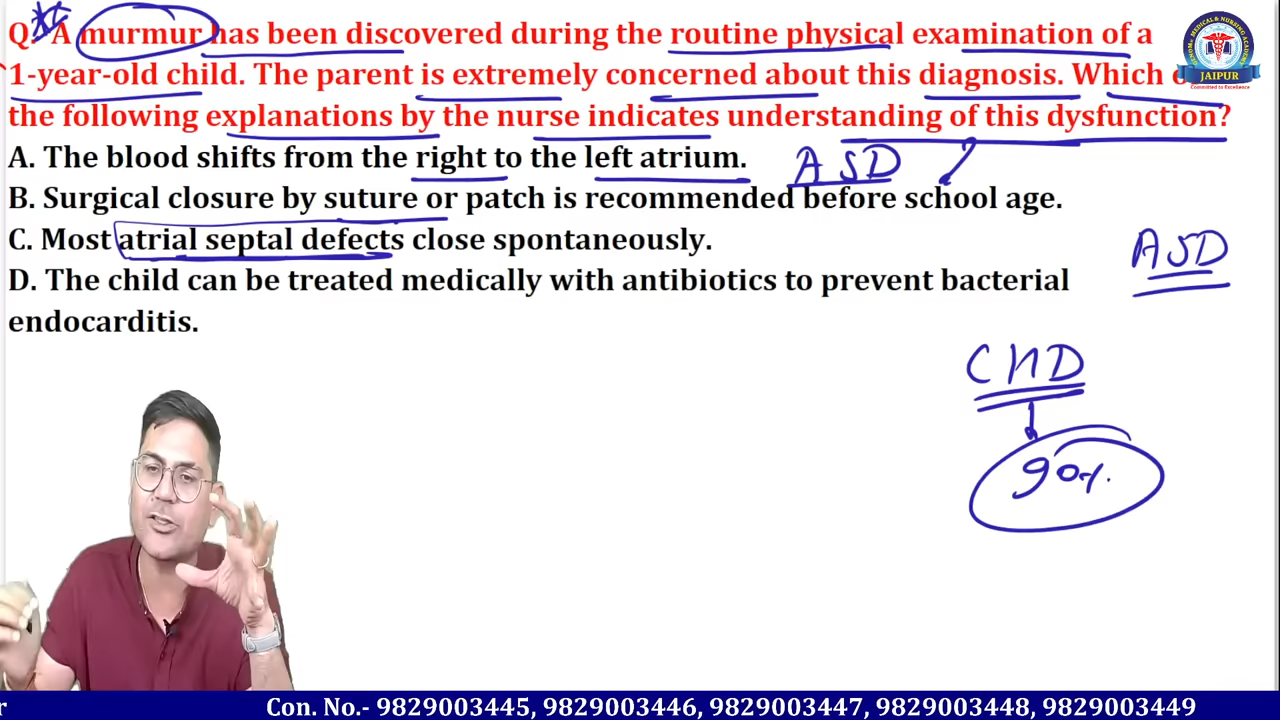 Q A murmur has been discovered during the routine physical examination of a
1-year-old child. The parent is extremely concerned about this diagnosis. Which
the following explanations by the nurse indicates understanding of this dysfunction?
A. The blood shifts from the right to the left atrium. ASD
B. Surgical closure by suture or patch is recommended before school age.
C. Most atrial septal defects close spontaneously.
ASD
D. The child can be treated medically with antibiotics to prevent bacterial
endocarditis.
CHD
90%
JAIPUR
Committed to Excellence
r Con. No.- 9829003445, 9829003446, 9829003447, 9829003448, 9829003449